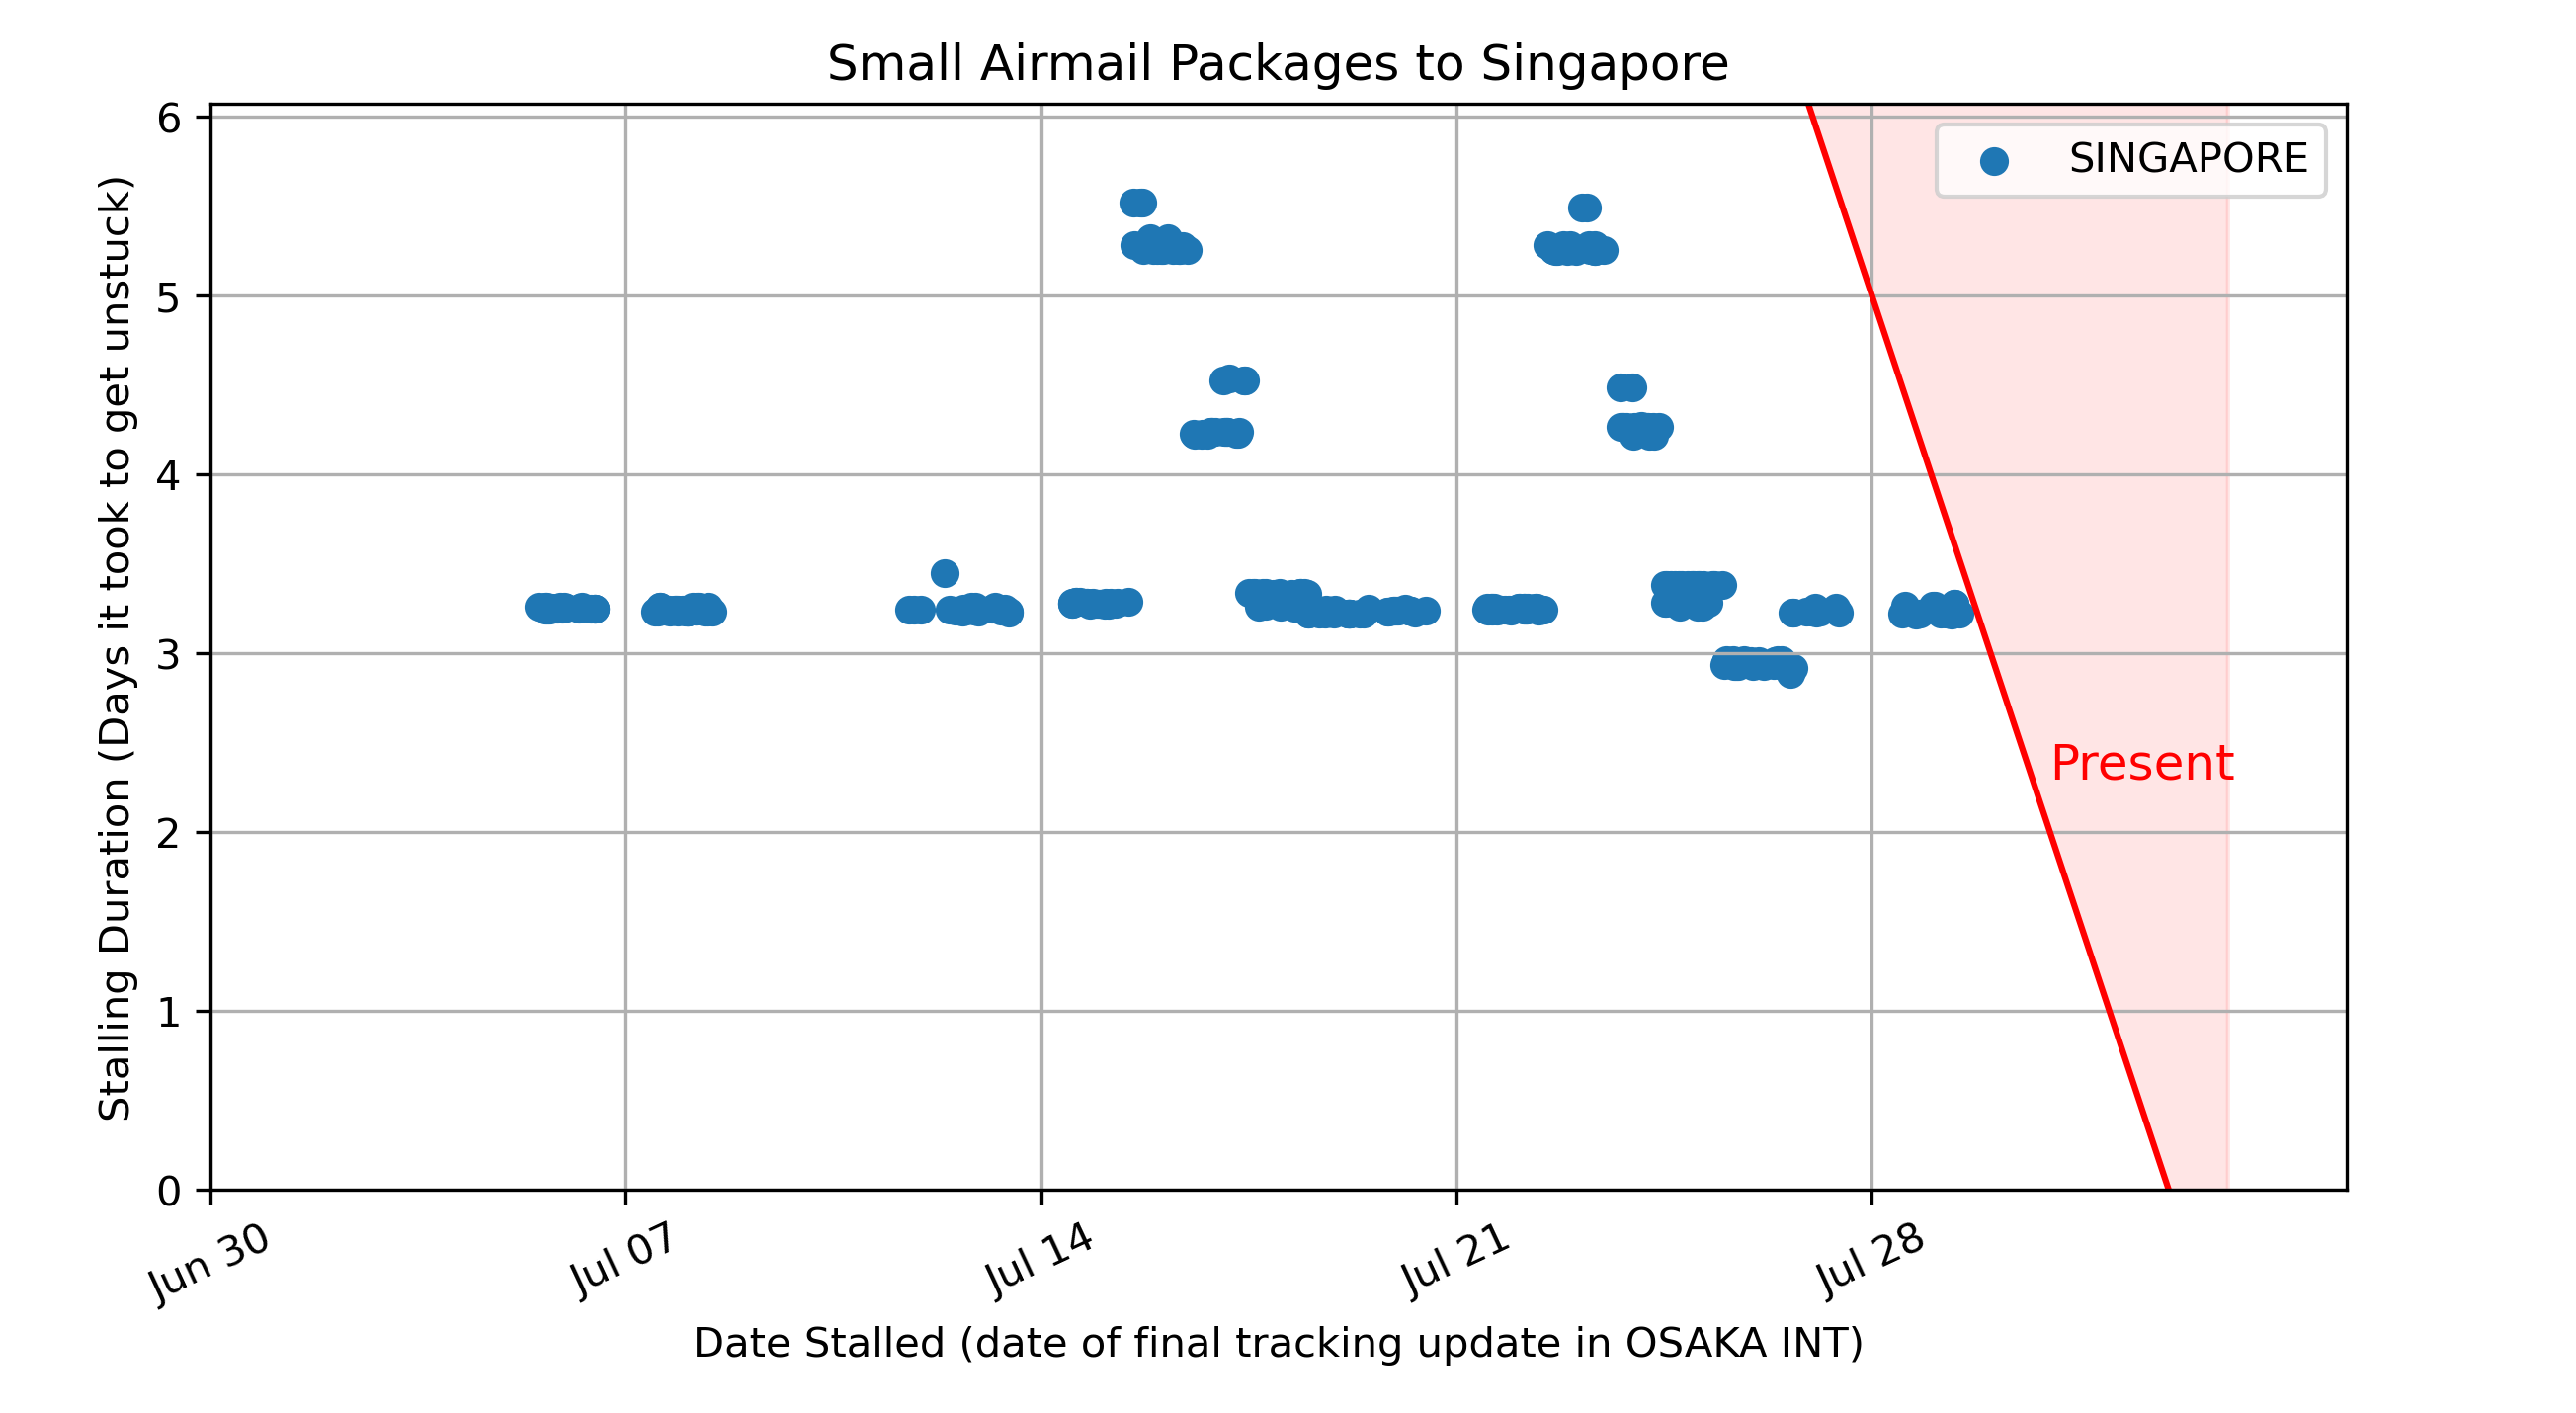 Small Airmail Packages to Singapore
Stalling Duration (Days it took to get unstuck)
6
5
4
3
2
1
0
SINGAPORE
Present
Jun 30
Jul 07
Jul 14
Jul 21
Jul 28
Date Stalled (date of final tracking update in OSAKA INT)